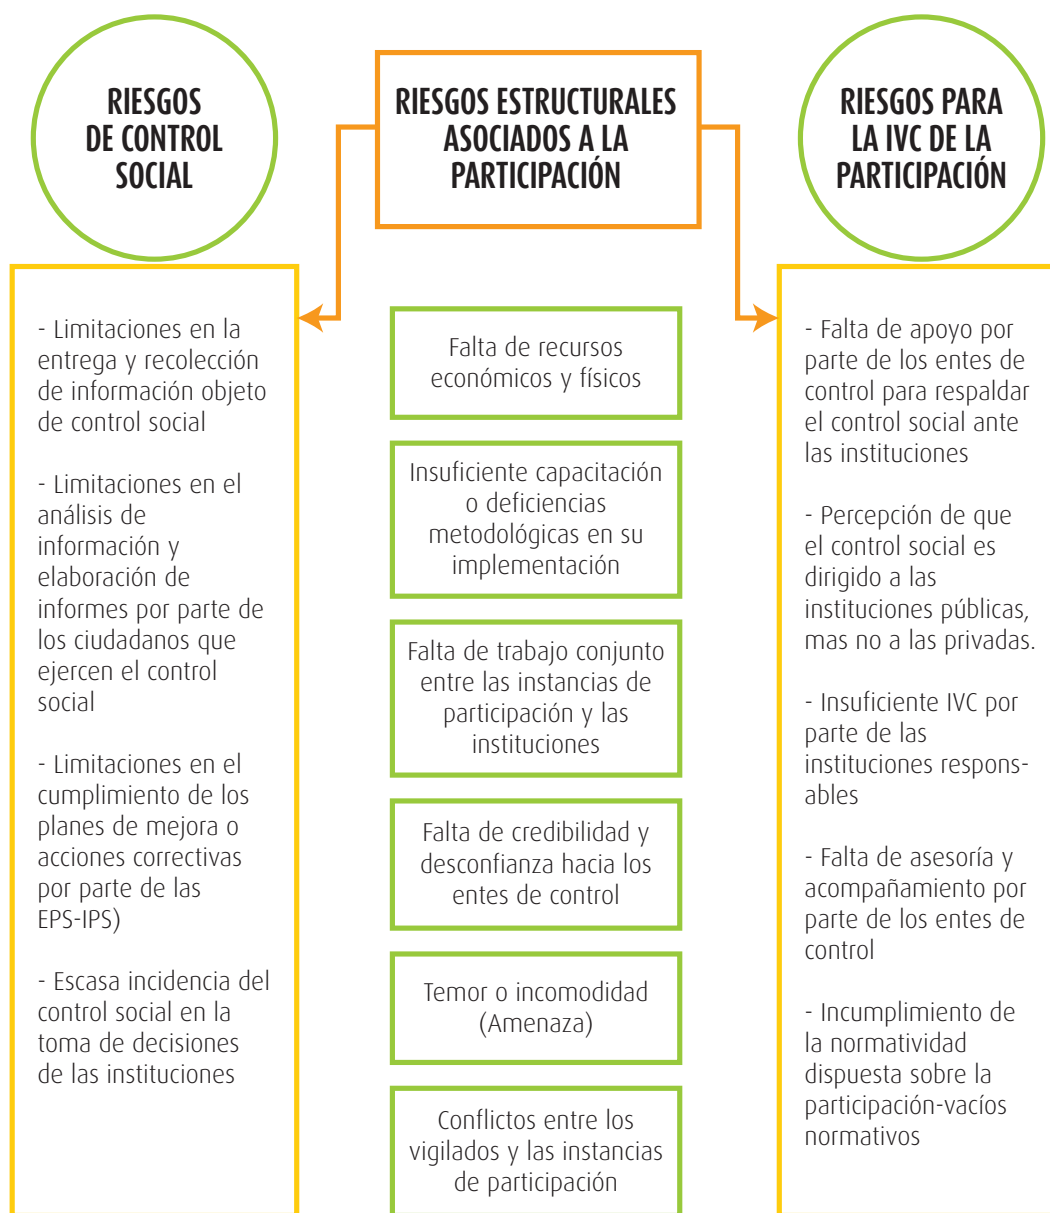 RIESGOS
DE CONTROL
SOCIAL
- Limitaciones en la
entrega y recolección
de información objeto
de control social
- Limitaciones en el
análisis de
información y
elaboración de
informes por parte de
los ciudadanos que
ejercen el control
social
- Limitaciones en el
cumplimiento de los
planes de mejora o
acciones correctivas
por parte de las
EPS-IPS)
- Escasa incidencia del
control social en la
toma de decisiones
de las instituciones
RIESGOS ESTRUCTURALES
ASOCIADOS A LA
PARTICIPACIÓN
Falta de recursos
económicos y físicos
Insuficiente capacitación
o deficiencias
metodológicas en su
implementación
Falta de trabajo conjunto
entre las instancias de
participación y las
instituciones
Falta de credibilidad y
desconfianza hacia los
entes de control
Temor o incomodidad
(Amenaza)
Conflictos entre los
vigilados y las instancias
de participación
RIESGOS PARA
LA IVC DE LA
PARTICIPACIÓN
- Falta de apoyo por
parte de los entes de
control para respaldar
el control social ante
las instituciones
- Percepción de que
el control social es
dirigido a las
instituciones públicas,
mas no a las privadas.
- Insuficiente IVC por
parte de las
instituciones respons-
ables
- Falta de asesoría y
acompañamiento por
parte de los entes de
control
- Incumplimiento de
la normatividad
dispuesta sobre la
participación-vacíos
normativos